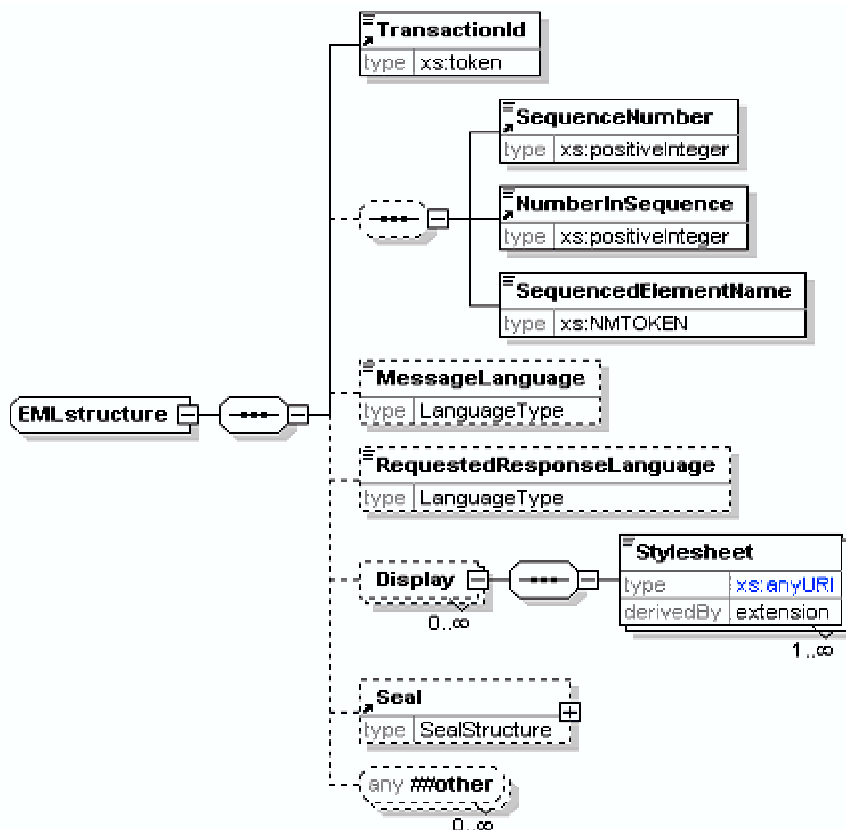 TransactionId
type xs:token
SequenceNumber
type xs:positiveInteger
NumberInSequence
type xs:positiveInteger
SequencedElementName
type xs:NMTOKEN
MessageLanguage
type LanguageType
EMLstructure
RequestedResponseLanguage
type LanguageType
Stylesheet
Display
type xs:anyURI
derivedBy extension
0..∞
1..∞
Seal
type SealStructure
any ##other
0..∞